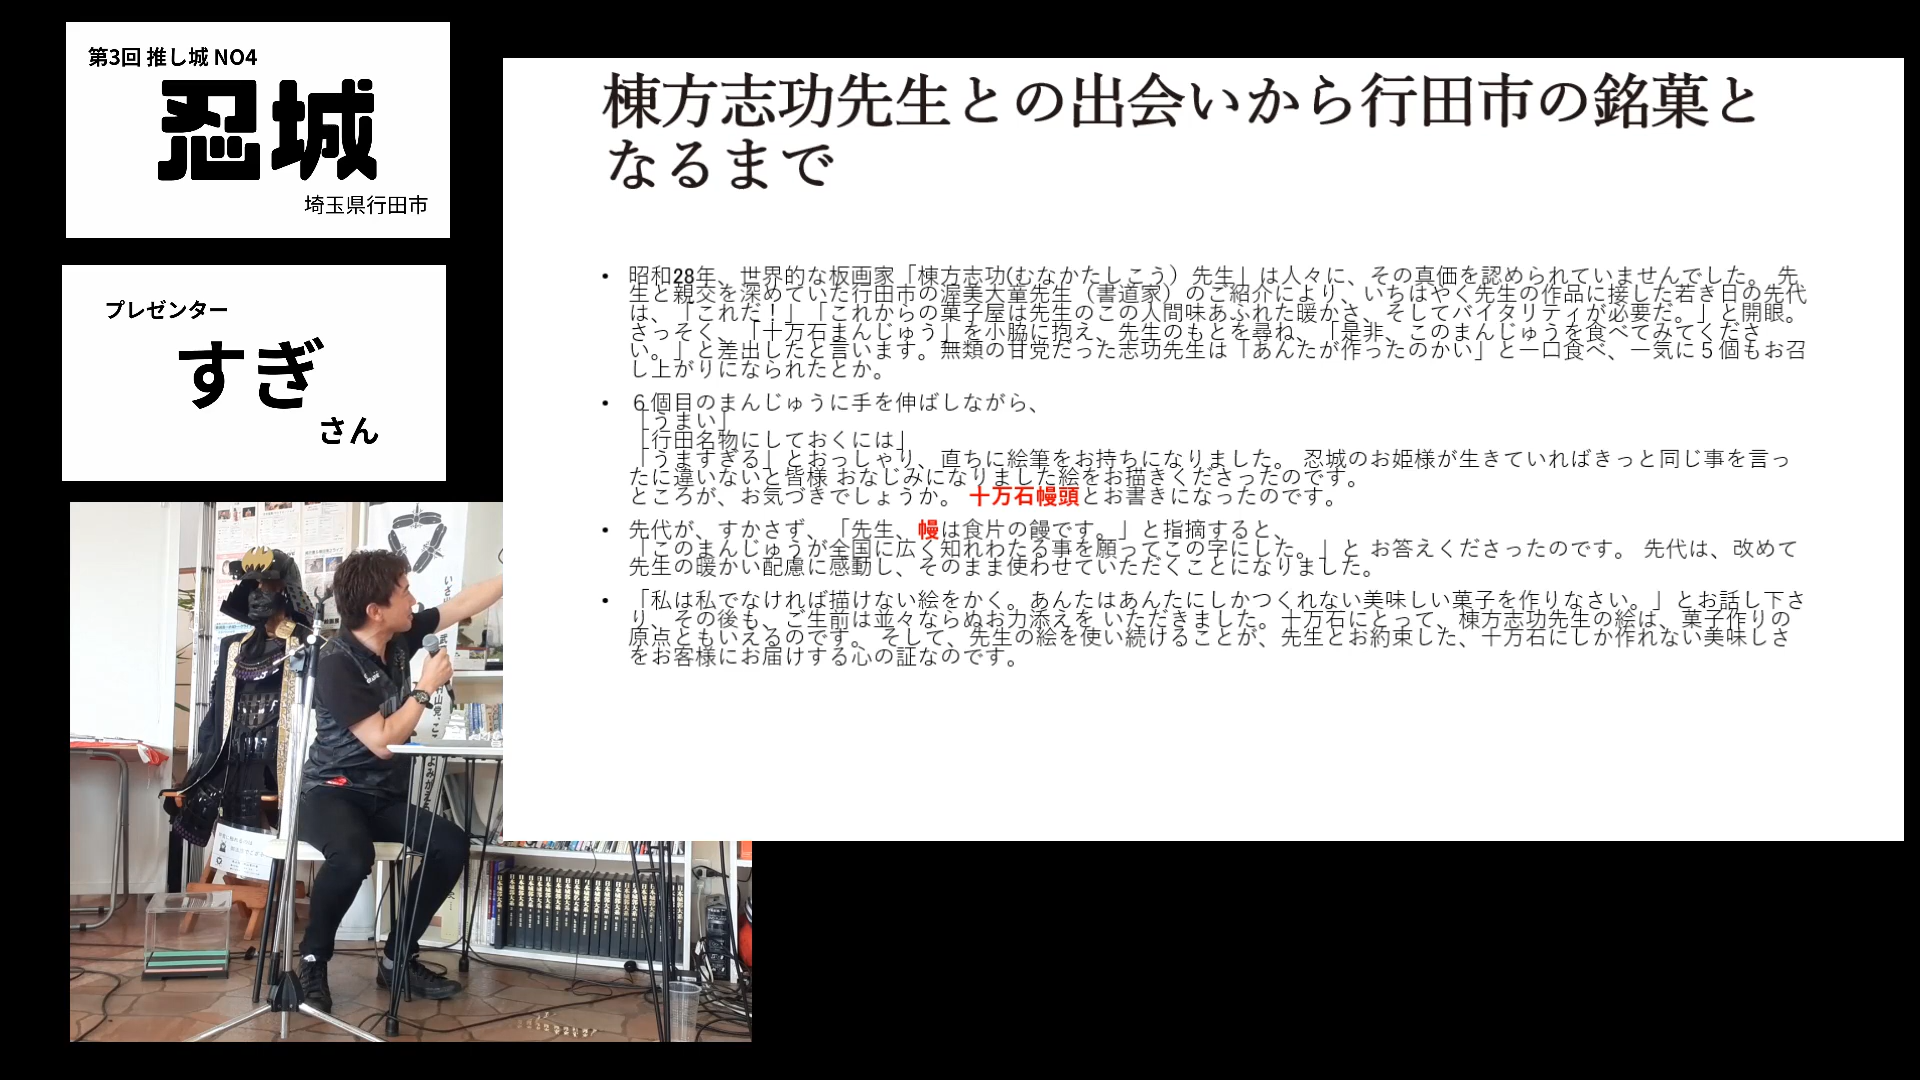 第3回 推し城 NO4
忍城
埼玉県行田市
プレゼンター
すぎ
さん
棟方志功先生との出会いから行田市の銘菓と
なるまで
• 昭和28年、世界的な板画家「棟方志功(むなかたしこう）先生」は人々に、その真価を認められていませんでした。 先
生と親交を深めていた行田市の渥美大童先生（書道家）のご紹介により、いちはやく先生の作品に接した若き日の先代
は、「これだ！」「これからの菓子屋は先生のこの人間味あふれた暖かさ、そしてバイタリティが必要だ。」と開眼。
さっそく、「十万石まんじゅう」を小脇に抱え、先生のもとを尋ね、「是非、このまんじゅうを食べてみてくださ
い。」と差出したと言います。無類の甘党だった志功先生は「あんたが作ったのかい」と一口食べ、一気に５個もお召
し上がりになられたとか。
• ６個目のまんじゅうに手を伸ばしながら、
「うまい」
「行田名物にしておくには」
「うますぎる」とおっしゃり、直ちに絵筆をお持ちになりました。 忍城のお姫様が生きていればきっと同じ事を言っ
たに違いないと皆様 おなじみになりました絵をお描きくださったのです。
ところが、お気づきでしょうか。 十万石幔頭とお書きになったのです。
• 先代が、すかさず、「先生、幔は食片の饅です。」と指摘すると、
「このまんじゅうが全国に広く知れわたる事を願ってこの字にした。」と お答えくださったのです。 先代は、改めて
先生の暖かい配慮に感動し、そのまま使わせていただくことになりました。
• 「私は私でなければ描けない絵をかく。あんたはあんたにしかつくれない美味しい菓子を作りなさい。」とお話し下さ
り、その後も、ご生前は並々ならぬお力添えを いただきました。十万石にとって、棟方志功先生の絵は、菓子作りの
原点ともいえるのです。 そして、先生の絵を使い続けることが、先生とお約束した、十万石にしか作れない美味しさ
をお客様にお届けする心の証なのです。
日本城郭大系